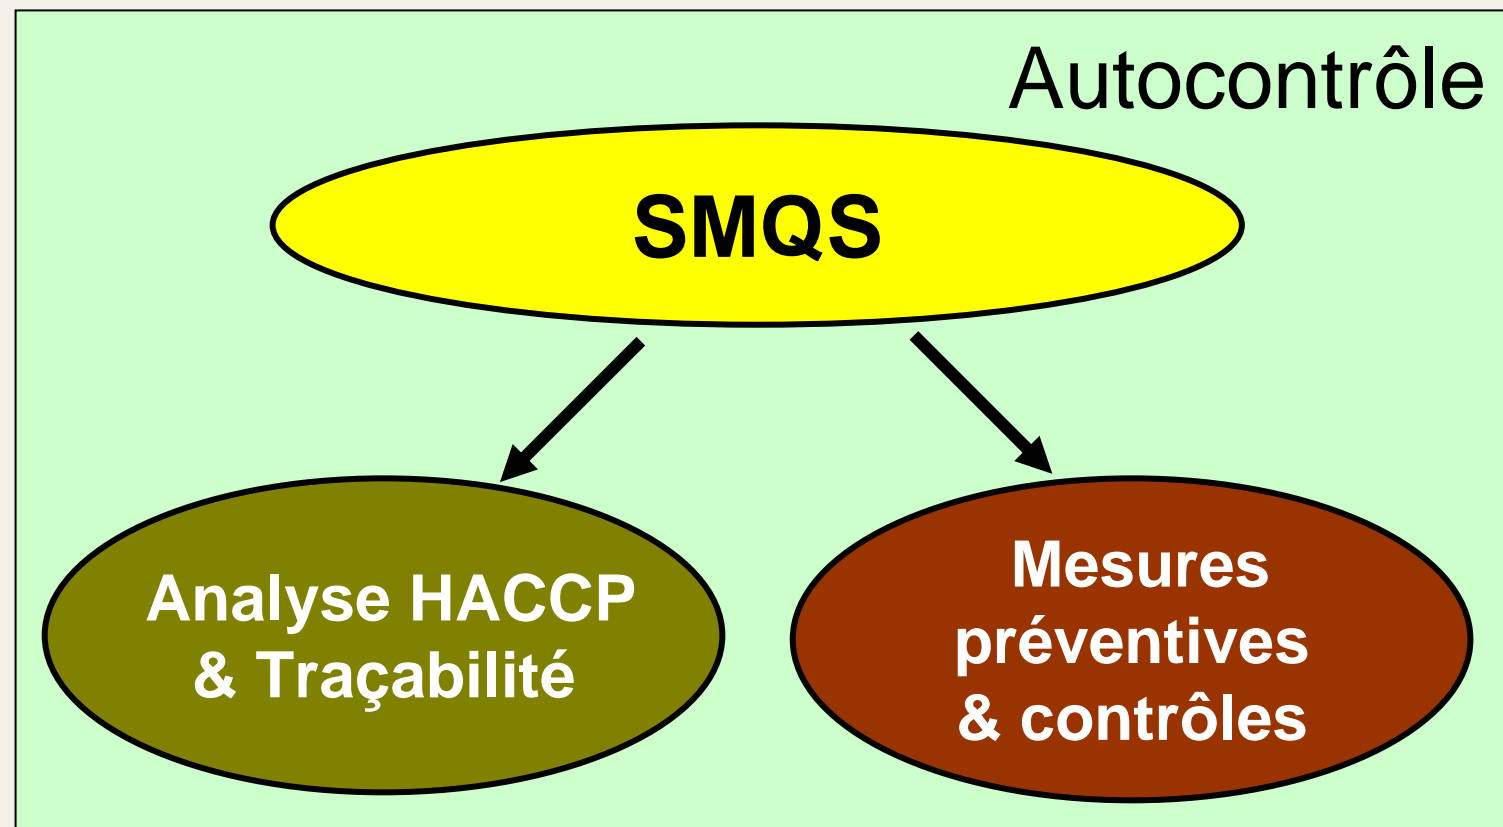 Autocontrôle
SMQS
Analyse HACCP
& Traçabilité
Mesures
préventives
& contrôles